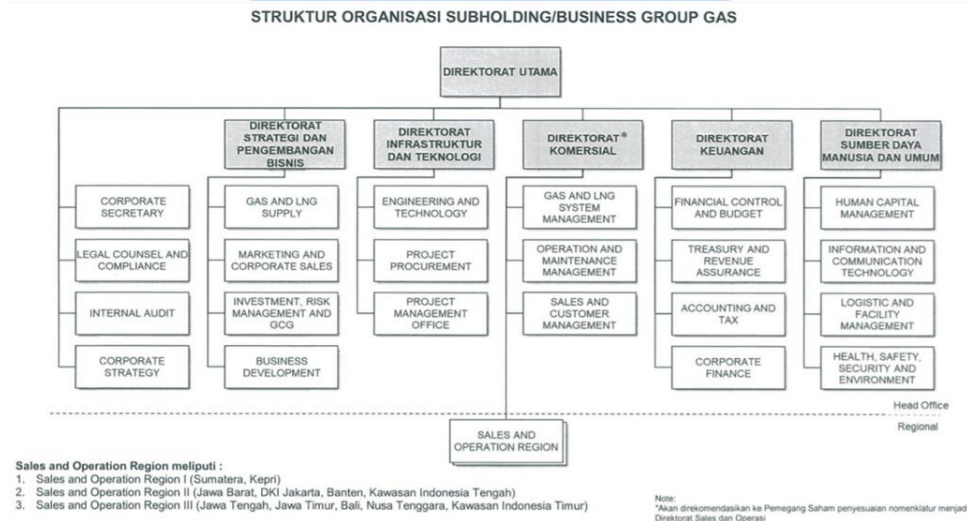 STRUKTUR ORGANISASI SUBHOLDING/BUSINESS GROUP GAS
DIREKTORAT UTAMA
DIREKTORAT
STRATEGI DAN
PENGEMBANGAN
BISNIS
DIREKTORAT
INFRASTRUKTUR
DAN TEKNOLOGI
DIREKTORAT*
KOMERSIAL
DIREKTORAT
KEUANGAN
DIREKTORAT
SUMBER DAYA
MANUSIA DAN UMUM
CORPORATE
SECRETARY
LEGAL COUNSEL AND
COMPLIANCE
INTERNAL AUDIT
CORPORATE
STRATEGY
GAS AND LNG
SUPPLY
MARKETING AND
CORPORATE SALES
INVESTMENT, RISK
MANAGEMENT AND
GCG
BUSINESS
DEVELOPMENT
ENGINEERING AND
TECHNOLOGY
PROJECT
PROCUREMENT
PROJECT
MANAGEMENT
OFFICE
GAS AND LNG
SYSTEM
MANAGEMENT
OPERATION AND
MAINTENANCE
MANAGEMENT
SALES AND
CUSTOMER
MANAGEMENT
FINANCIAL CONTROL
AND BUDGET
TREASURY AND
REVENUE
ASSURANCE
ACCOUNTING AND
TAX
CORPORATE
FINANCE
HUMAN CAPITAL
MANAGEMENT
INFORMATION AND
COMMUNICATION
TECHNOLOGY
LOGISTIC AND
FACILITY
MANAGEMENT
HEALTH, SAFETY,
SECURITY AND
ENVIRONMENT
Head Office
Regional
SALES AND
OPERATION REGION
Sales and Operation Region meliputi :
1. Sales and Operation Region I (Sumatera, Kepri)
2. Sales and Operation Region II (Jawa Barat, DKI Jakarta, Banten, Kawasan Indonesia Tengah)
3. Sales and Operation Region III (Jawa Tengah, Jawa Timur, Bali, Nusa Tenggara, Kawasan Indonesia Timur)
Note:
*Akan direkomendasikan ke Pemegang Saham penyesuaian nomenklatur menjad
Direktorat Sales dan Operasi